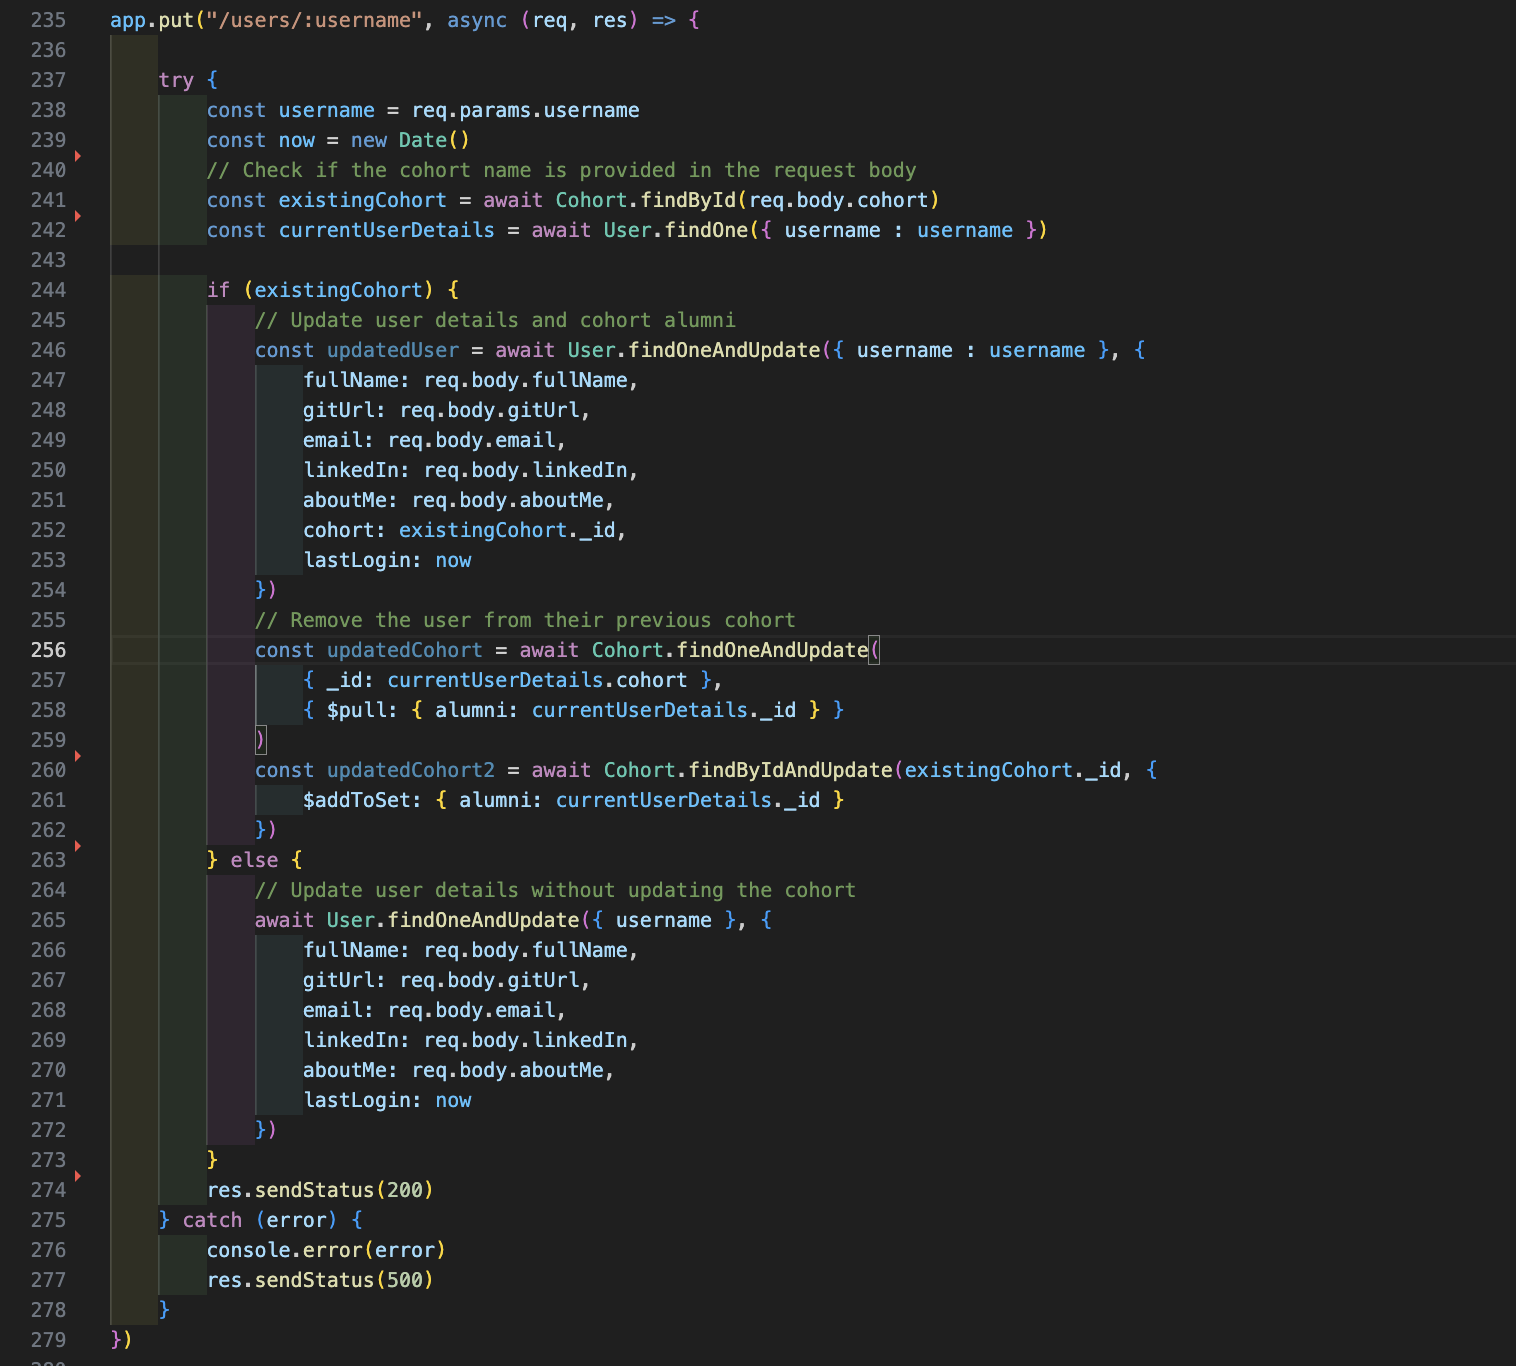 235 app.put("/users/:username", async (req, res) => {
236
237     try {
238         const username = req.params.username
239         const now = new Date()
240         // Check if the cohort name is provided in the request body
241         const existingCohort = await Cohort.findById(req.body.cohort)
242         const currentUserDetails = await User.findOne({ username : username })
243
244         if (existingCohort) {
245             // Update user details and cohort alumni
246             const updatedUser = await User.findOneAndUpdate({ username : username }, {
247                 fullName: req.body.fullName,
248                 gitUrl: req.body.gitUrl,
249                 email: req.body.email,
250                 linkedIn: req.body.linkedIn,
251                 aboutMe: req.body.aboutMe,
252                 cohort: existingCohort._id,
253                 lastLogin: now
254             })
255             // Remove the user from their previous cohort
256             const updatedCohort = await Cohort.findOneAndUpdate(
257                 { _id: currentUserDetails.cohort },
258                 { $pull: { alumni: currentUserDetails._id } }
259             )
260             const updatedCohort2 = await Cohort.findByIdAndUpdate(existingCohort._id, {
261                 $addToSet: { alumni: currentUserDetails._id }
262             })
263         } else {
264             // Update user details without updating the cohort
265             await User.findOneAndUpdate({ username }, {
266                 fullName: req.body.fullName,
267                 gitUrl: req.body.gitUrl,
268                 email: req.body.email,
269                 linkedIn: req.body.linkedIn,
270                 aboutMe: req.body.aboutMe,
271                 lastLogin: now
272             })
273         }
274         res.sendStatus(200)
275     } catch (error) {
276         console.error(error)
277         res.sendStatus(500)
278     }
279 })